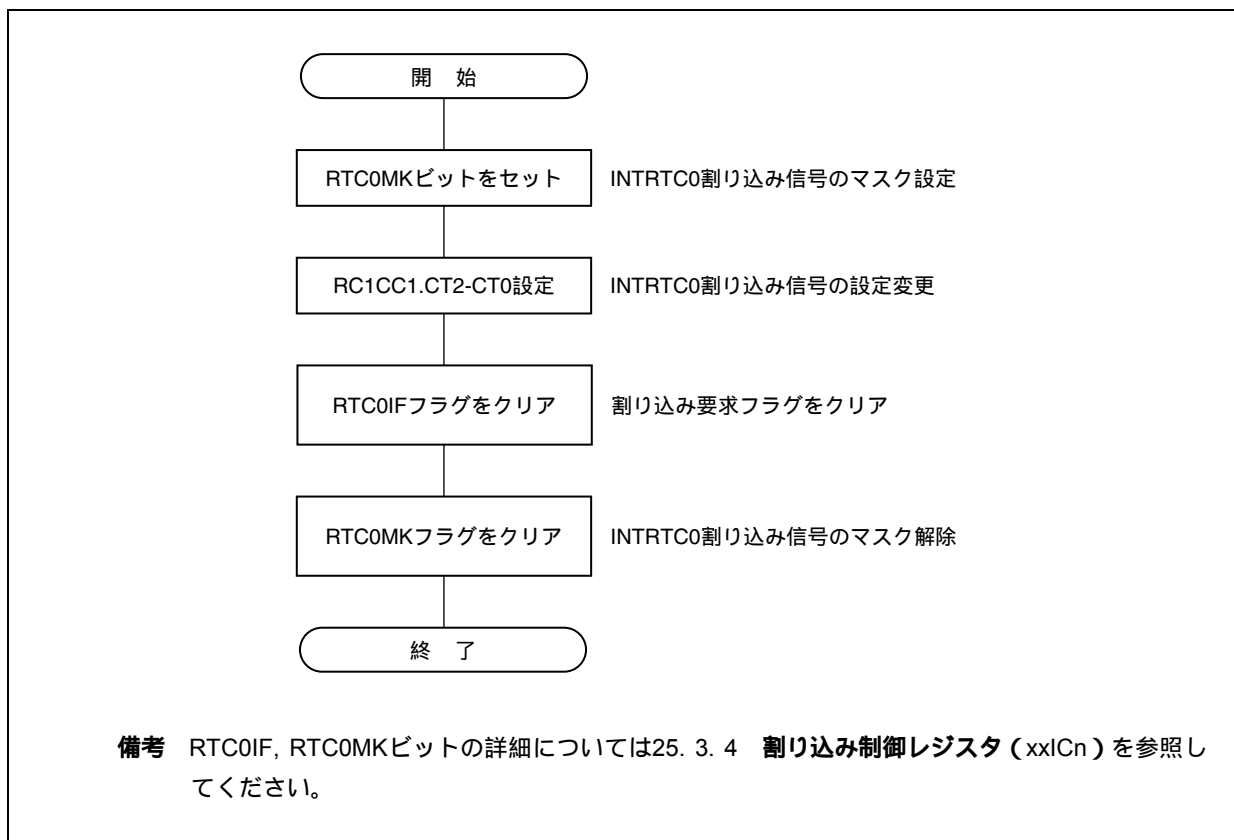 開　始
RTC0MKビットをセット　INTRTC0割り込み信号のマスク設定
RC1CC1.CT2-CT0設定　INTRTC0割り込み信号の設定変更
RTC0IFフラグをクリア　割り込み要求フラグをクリア
RTC0MKフラグをクリア　INTRTC0割り込み信号のマスク解除
終　了
備考　RTC0IF, RTC0MKビットの詳細については25. 3. 4　割り込み制御レジスタ（xxICn）を参照し
てください。